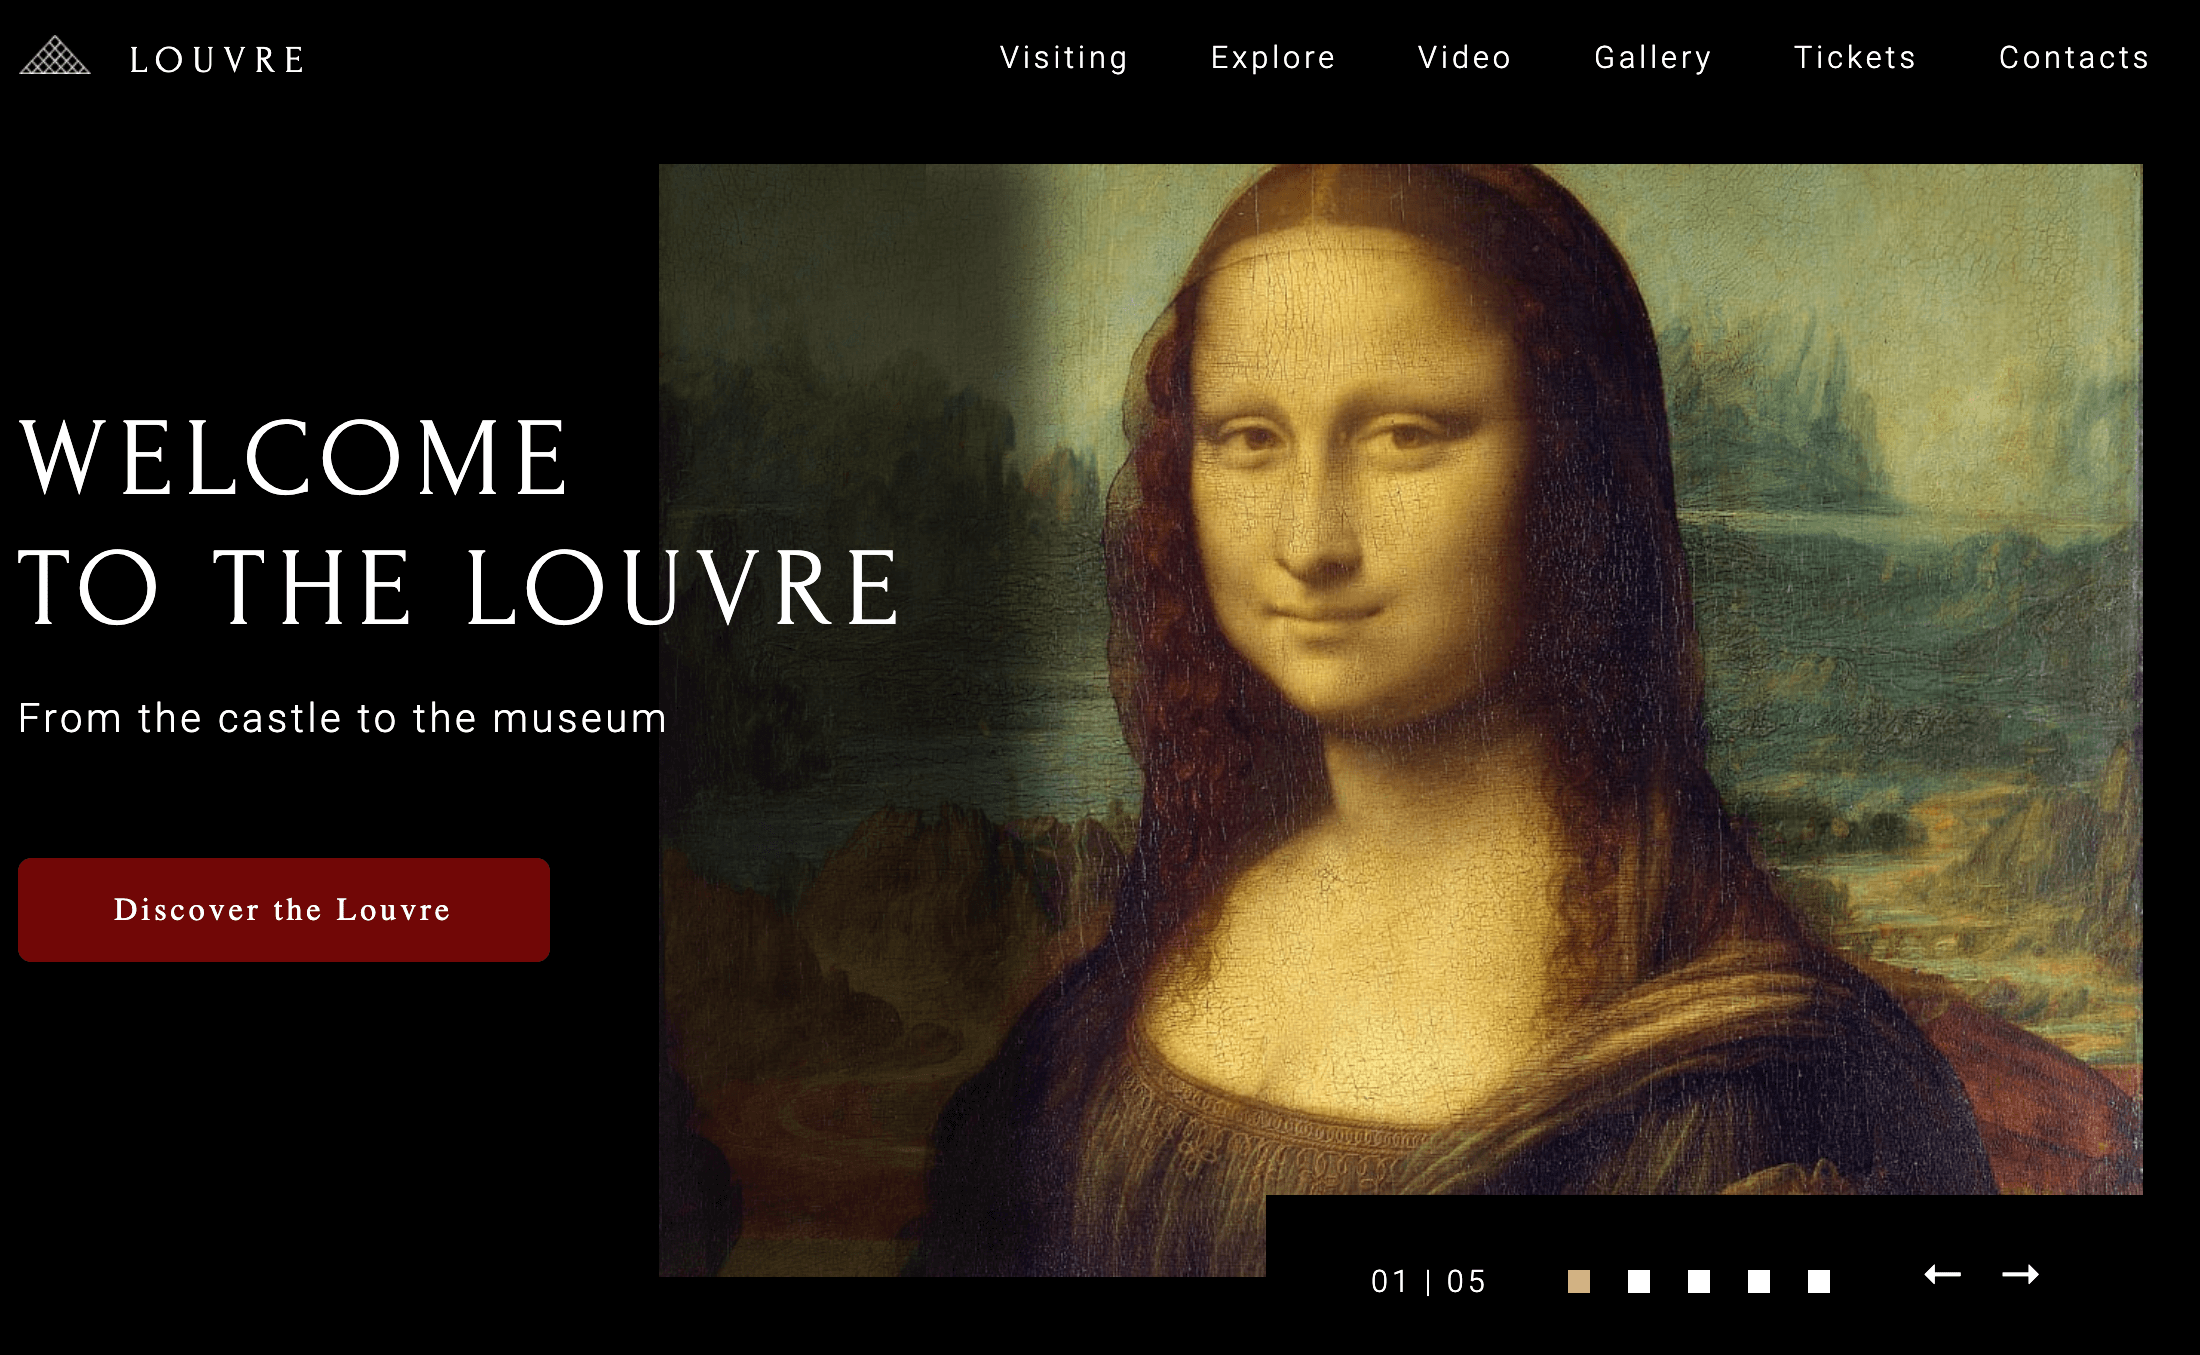 LOUVRE
Visiting Explore Video Gallery Tickets Contacts
WELCOME
TO THE LOUVRE
From the castle to the museum
Discover the Louvre
01 | 05